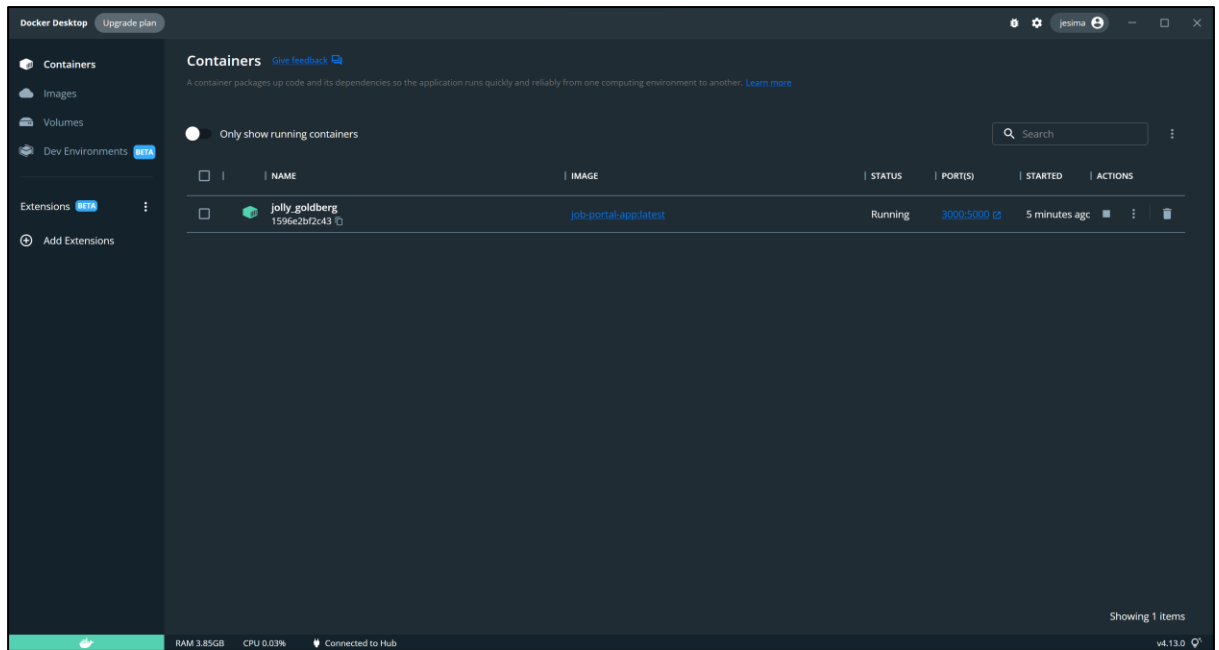 Docker Desktop Upgrade plan jesima
Containers
Images
Volumes
Dev Environments BETA
Extensions BETA
Add Extensions
Containers Give feedback
A container packages up code and its dependencies so the application runs quickly and reliably from one computing environment to another. Learn more
Only show running containers Search
NAME IMAGE STATUS PORT(S) STARTED ACTIONS
jolly_goldberg
1596e2bf2c43 job-portal-app:latest Running 3000:5000 5 minutes agc
Showing 1 items
RAM 3.85GB CPU 0.03% Connected to Hub v4.13.0